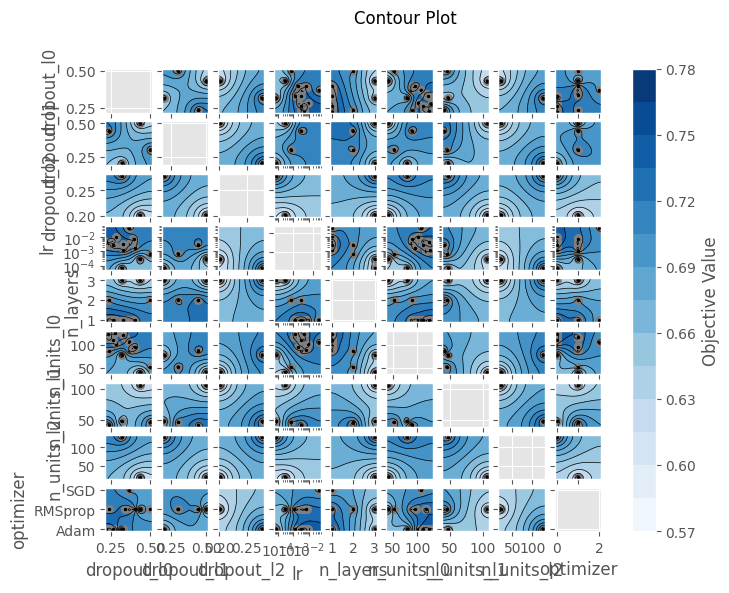 Contour Plot
0.50
0.25
dropout_l0
0.50
0.25
dropout_l1
0.25
0.20
dropout_l2
10⁻²
10⁻³
10⁻⁴
lr
3
2
1
n_layers
100
50
n_units_l0
100
50
n_units_l1
100
50
n_units_l2
SGD
RMSprop
Adam
optimizer
0.25 0.50 0.25 0.50 0.20 0.25 10⁻² 1 2 3 50 100 50 100 50 100 0 2
dropout_l0 dropout_l1 dropout_l2 lr n_layers n_units_l0 n_units_l1 n_units_l2 optimizer
0.78
0.75
0.72
0.69
0.66
0.63
0.60
0.57
Objective Value